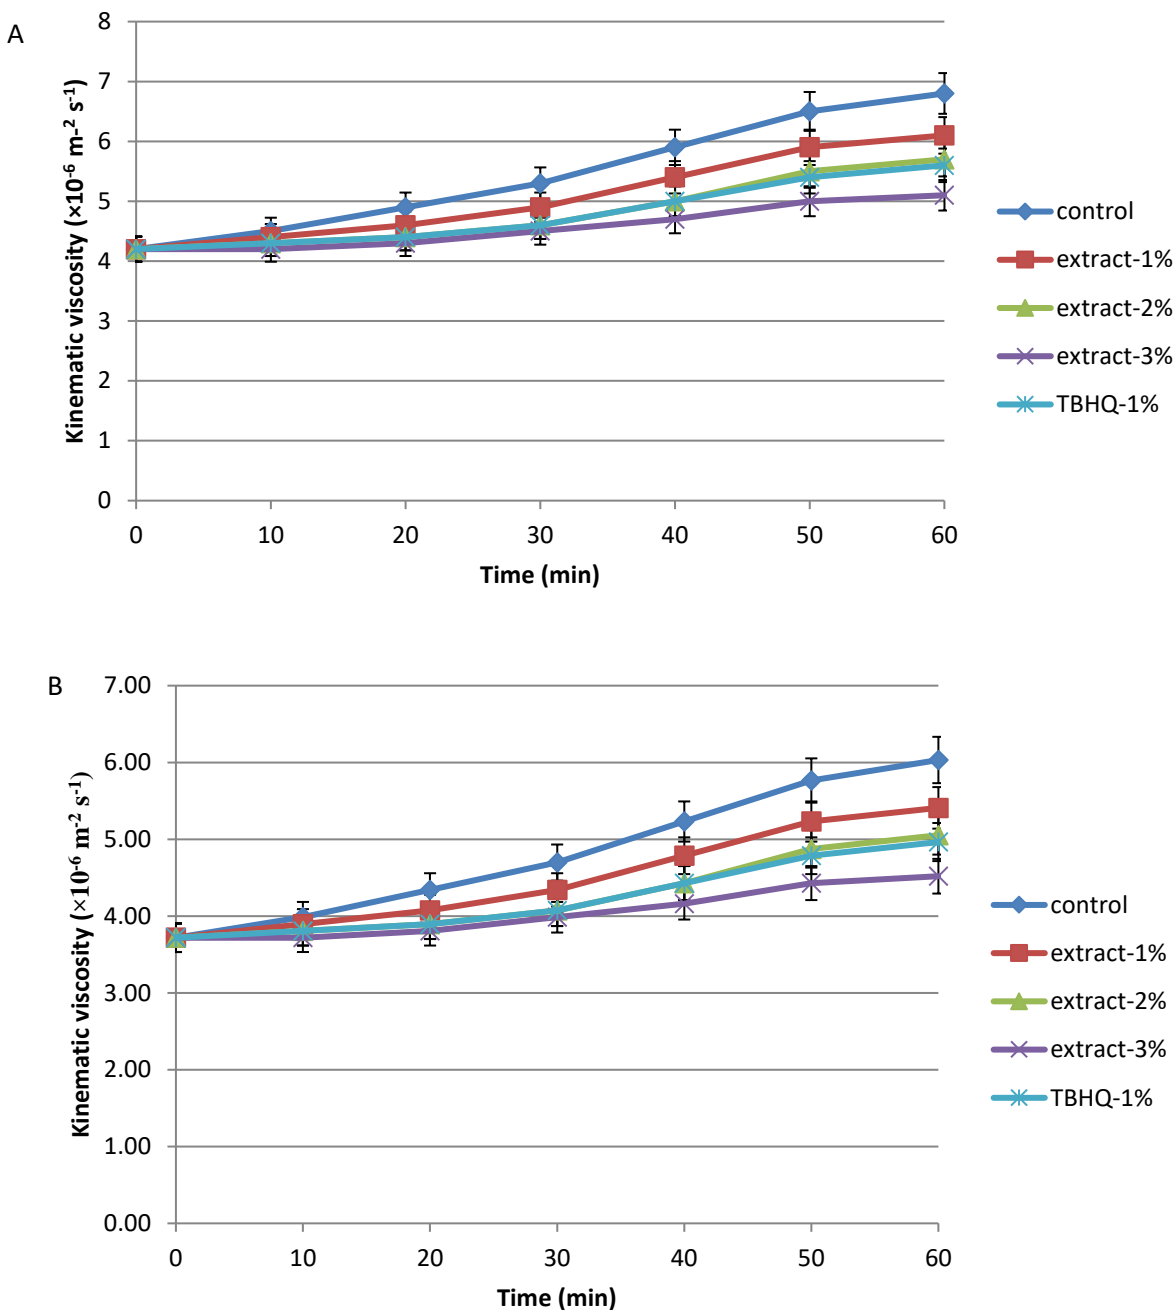 A
8
7
6
5
4
3
2
1
0
Kinematic viscosity (×10⁻⁶ m⁻² s⁻¹)
0 10 20 30 40 50 60
Time (min)
control
extract-1%
extract-2%
extract-3%
TBHQ-1%
B
7.00
6.00
5.00
4.00
3.00
2.00
1.00
0.00
Kinematic viscosity (×10⁻⁶ m⁻² s⁻¹)
0 10 20 30 40 50 60
Time (min)
control
extract-1%
extract-2%
extract-3%
TBHQ-1%